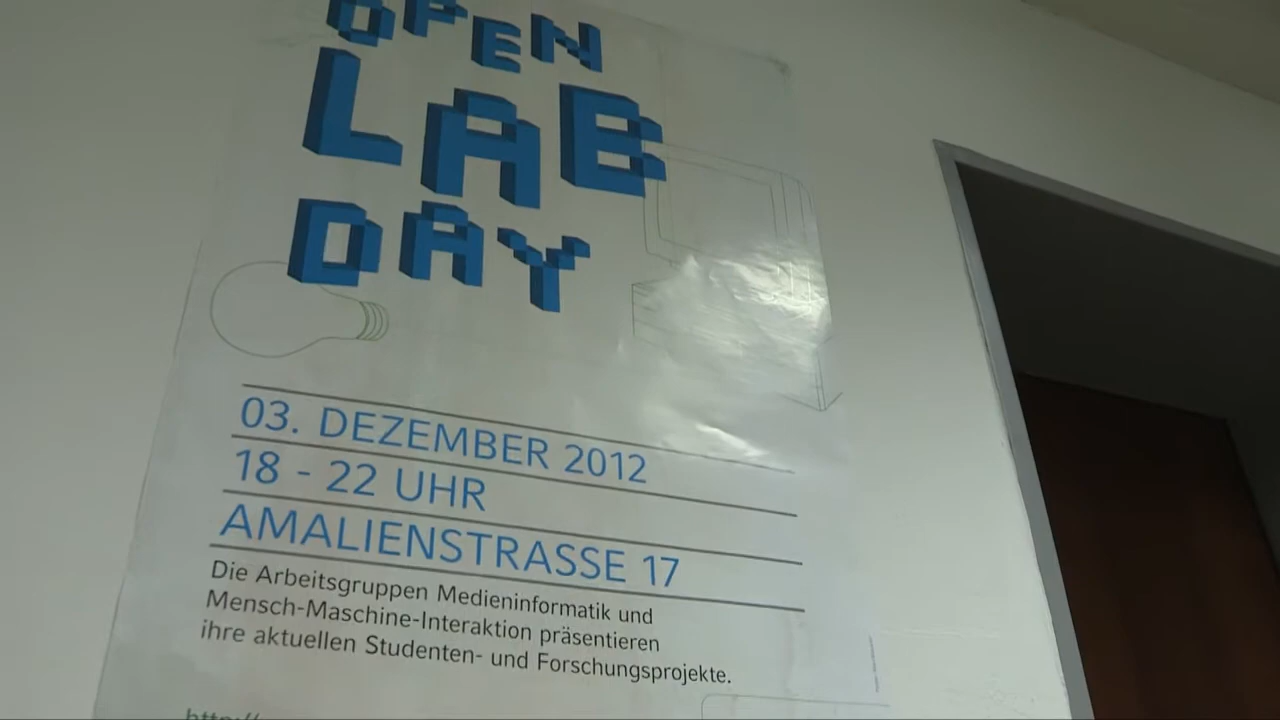 OPEN
LAB
DAY
03. DEZEMBER 2012
18 - 22 UHR
AMALIENSTRASSE 17
Die Arbeitsgruppen Medieninformatik und
Mensch-Maschine-Interaktion präsentieren
ihre aktuellen Studenten- und Forschungsprojekte.
http://